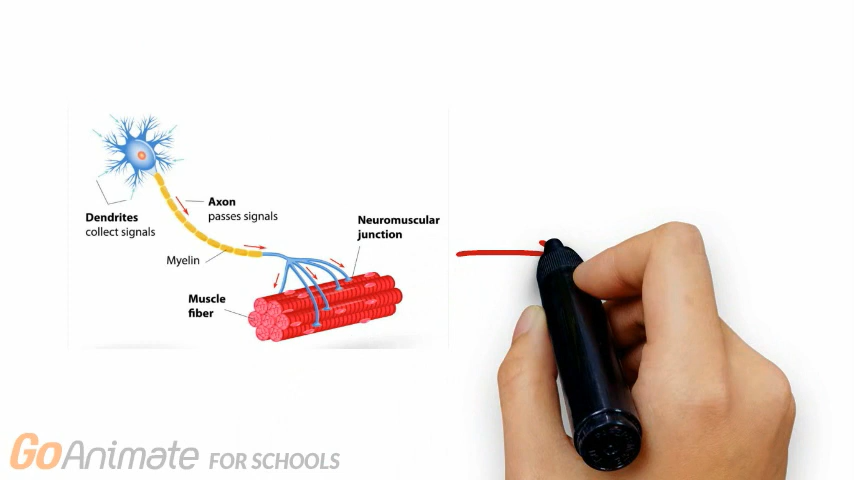 Axon
passes signals
Dendrites
collect signals
Neuromuscular
junction
Myelin
Muscle
fiber
GoAnimate FOR SCHOOLS